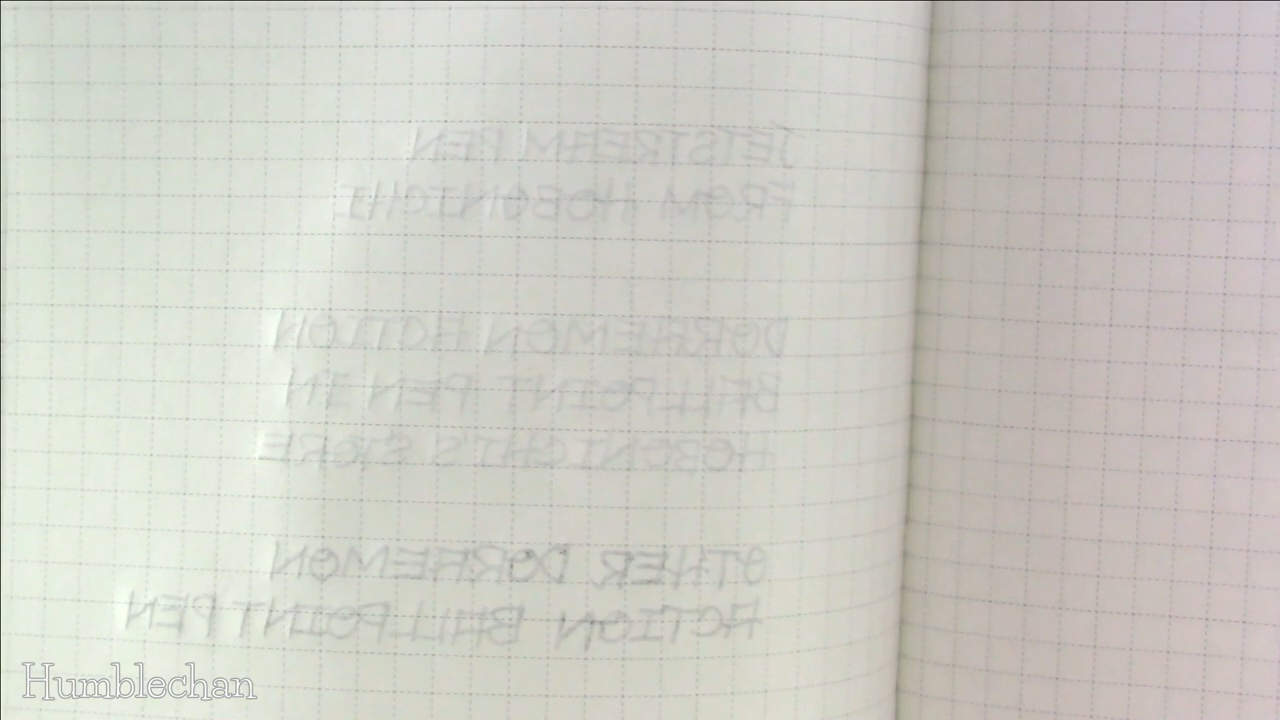 JETSTREAM PEN
FROM HOBONICHI
DORAEMON ACTION
BALLPOINT PEN IN
HOBONICHI'S STORE
OTHER DORAEMON
ACTION BALLPOINT PEN
Humblechan